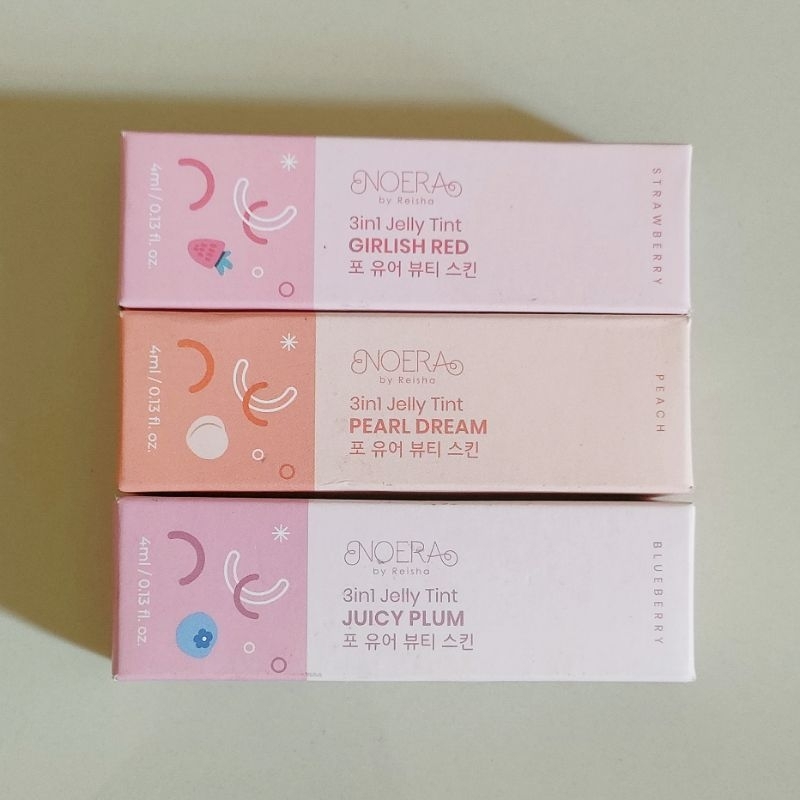 4ml / 0.13 fl. oz.
NOERA
by Reisha
3in1 Jelly Tint
GIRLISH RED
포 유어 뷰티 스킨
STRAWBERRY
4ml / 0.13 fl. oz.
NOERA
by Reisha
3in1 Jelly Tint
PEARL DREAM
포 유어 뷰티 스킨
PEACH
4ml / 0.13 fl. oz.
NOERA
by Reisha
3in1 Jelly Tint
JUICY PLUM
포 유어 뷰티 스킨
BLUEBERRY